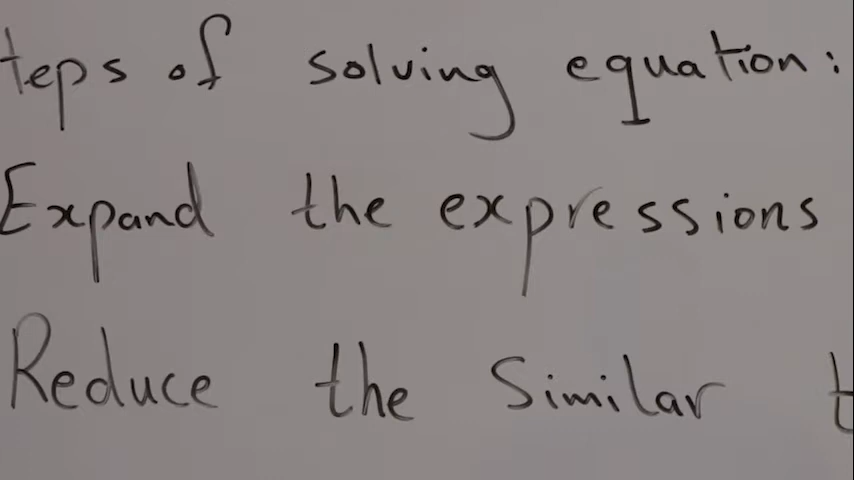 teps of solving equation:
Expand the expressions
Reduce the Similar t